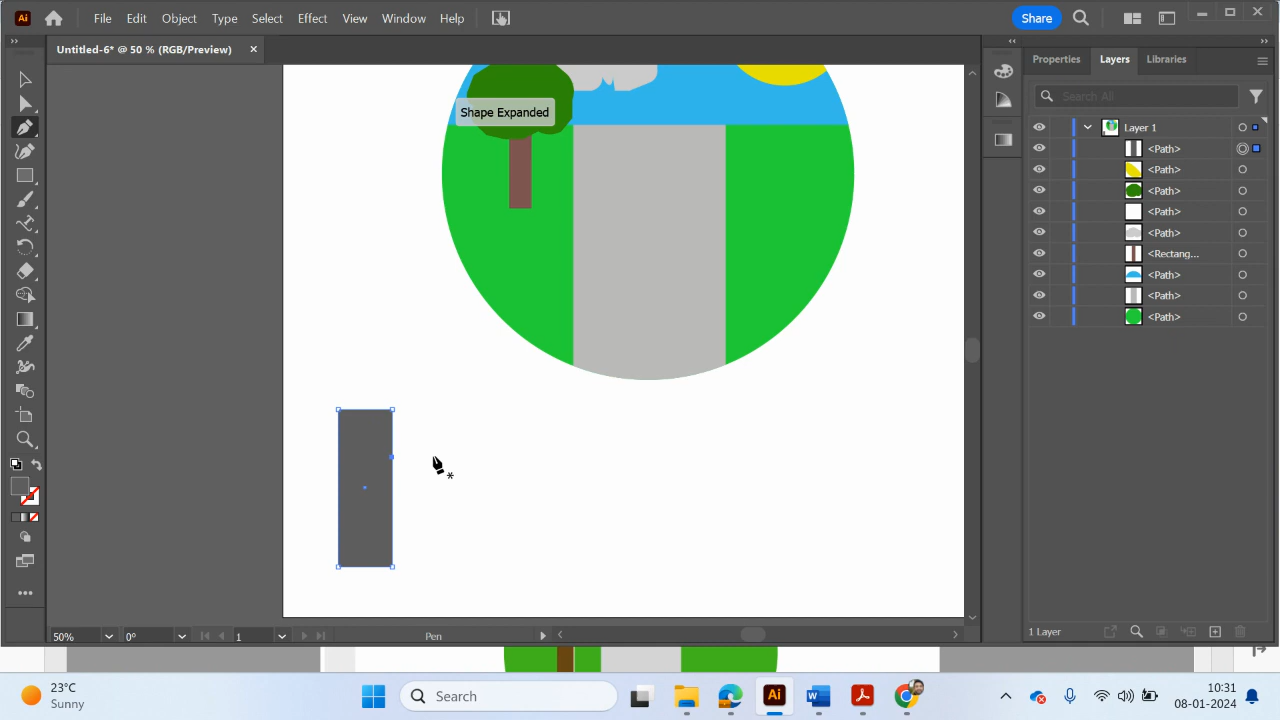 Ai File Edit Object Type Select Effect View Window Help Share
Untitled-6* @ 50 % (RGB/Preview)
Properties Layers Libraries
Search All
Shape Expanded
Layer 1
<Path>
<Path>
<Path>
<Path>
<Path>
<Rectang...
<Path>
<Path>
<Path>
50% 0° 1 Pen
1 Layer
23°C
Sunny
Search
Ai
10:31
08-01-2024